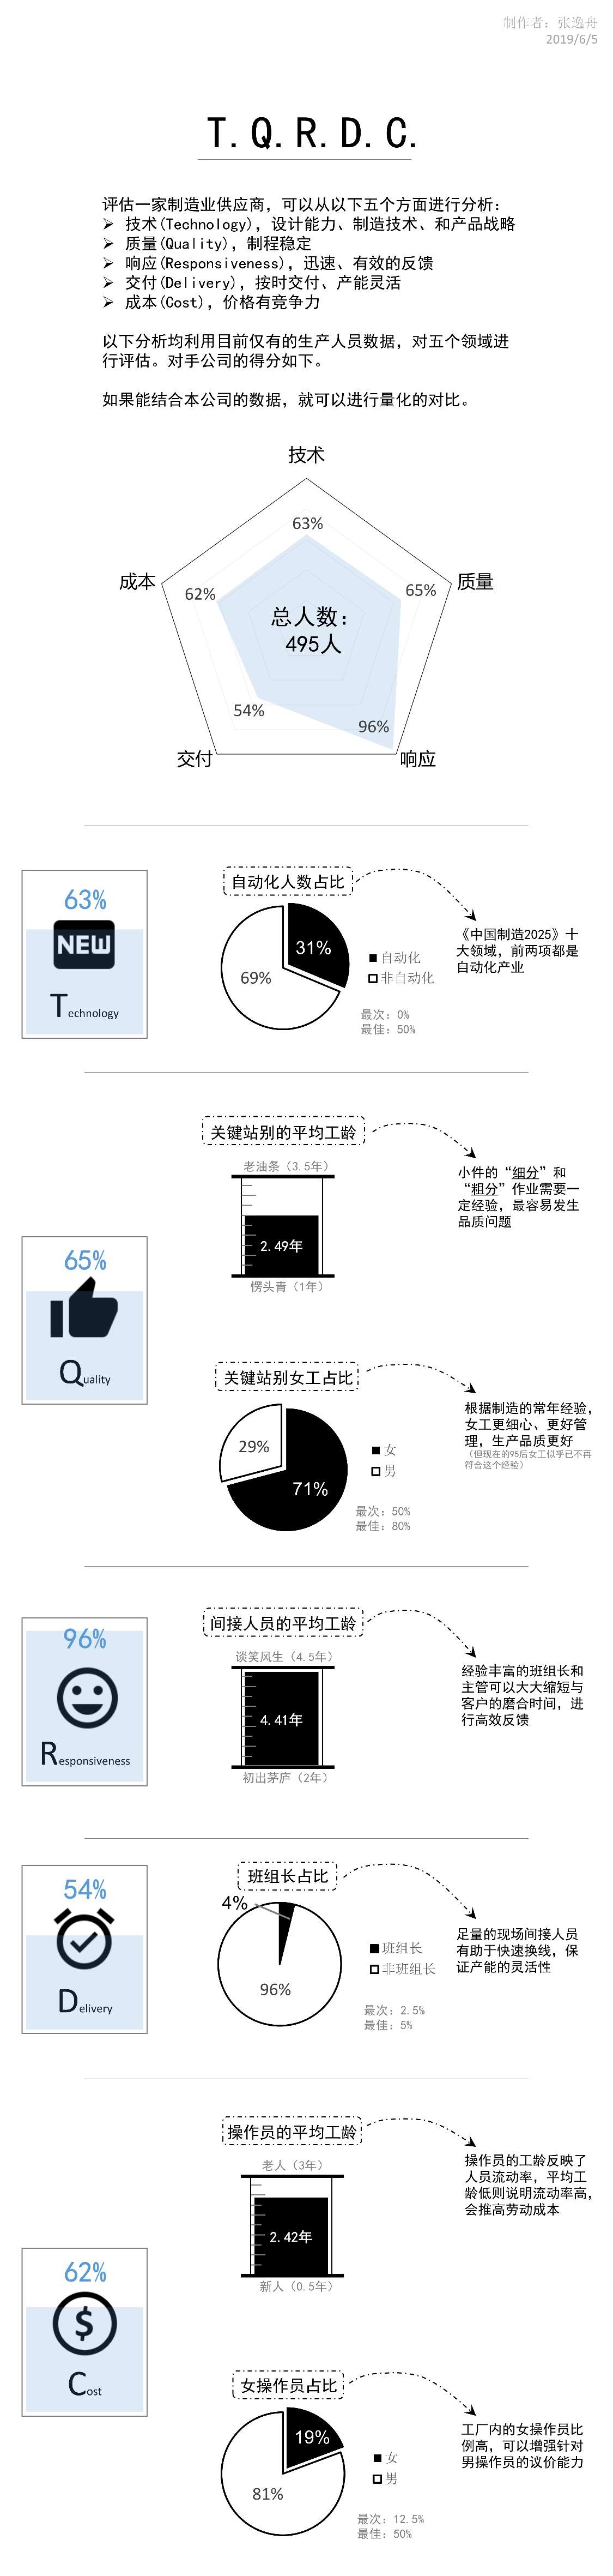 制作者：张逸舟
2019/6/5
T.Q.R.D.C.
评估一家制造业供应商，可以从以下五个方面进行分析：
➢ 技术(Technology)，设计能力、制造技术、和产品战略
➢ 质量(Quality)，制程稳定
➢ 响应(Responsiveness)，迅速、有效的反馈
➢ 交付(Delivery)，按时交付、产能灵活
➢ 成本(Cost)，价格有竞争力
以下分析均利用目前仅有的生产人员数据，对五个领域进
行评估。对手公司的得分如下。
如果能结合本公司的数据，就可以进行量化的对比。
技术
63%
成本
质量
62%
65%
总人数：
495人
54%
96%
交付
响应
63%
NEW
Technology
自动化人数占比
31%
69%
自动化
非自动化
最次：0%
最佳：50%
《中国制造2025》十
大领域，前两项都是
自动化产业
65%
Quality
关键站别的平均工龄
老油条（3.5年）
2.49年
愣头青（1年）
小件的“细分”和
“粗分”作业需要一
定经验，最容易发生
品质问题
关键站别女工占比
29%
71%
女
男
最次：50%
最佳：80%
根据制造的常年经验，
女工更细心、更好管
理，生产品质更好
（但现在的95后女工似乎已不再
符合这个经验）
96%
Responsiveness
间接人员的平均工龄
谈笑风生（4.5年）
4.41年
初出茅庐（2年）
经验丰富的班组长和
主管可以大大缩短与
客户的磨合时间，进
行高效反馈
54%
Delivery
班组长占比
4%
96%
班组长
非班组长
最次：2.5%
最佳：5%
足量的现场间接人员
有助于快速换线，保
证产能的灵活性
62%
$
Cost
操作员的平均工龄
老人（3年）
2.42年
新人（0.5年）
操作员的工龄反映了
人员流动率，平均工
龄低则说明流动率高，
会推高劳动成本
女操作员占比
19%
81%
女
男
最次：12.5%
最佳：50%
工厂内的女操作员比
例高，可以增强针对
男操作员的议价能力